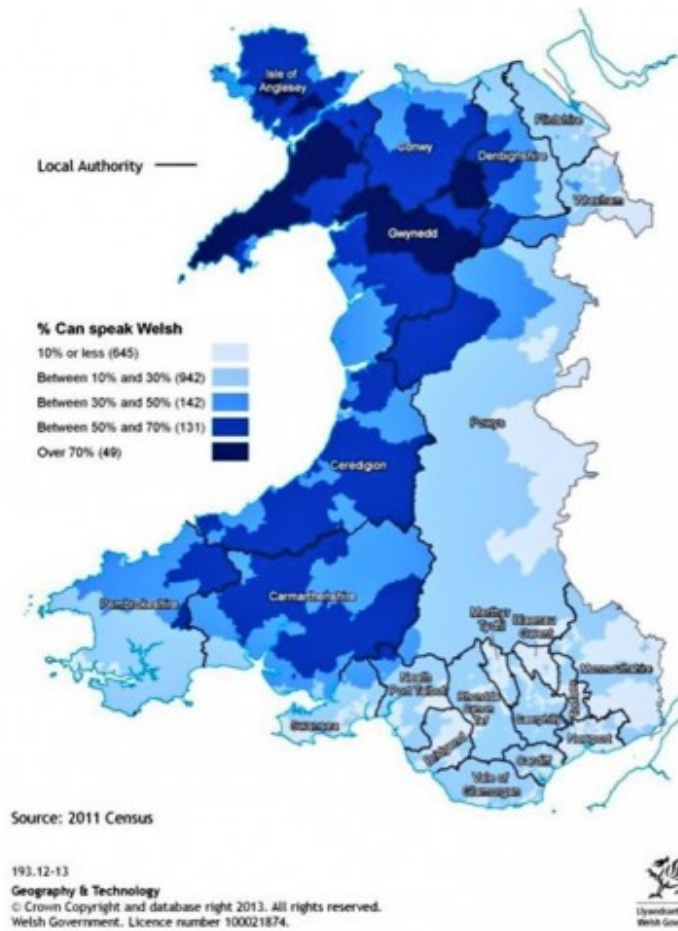 Isle of
Anglesey
Flintshire
Conwy
Denbighshire
Local Authority
Wrexham
Gwynedd
% Can speak Welsh
10% or less (645)
Between 10% and 30% (942)
Between 30% and 50% (142)
Between 50% and 70% (131)
Over 70% (49)
Powys
Ceredigion
Pembrokeshire
Carmarthenshire
Merthyr
Tydfil
Blaenau
Gwent
Monmouthshire
Neath
Port Talbot
Rhondda
Cynon
Taf
Caerphilly
Swansea
Newport
Bridgend
Cardiff
Vale of
Glamorgan
Source: 2011 Census
193.12-13
Geography & Technology
© Crown Copyright and database right 2013. All rights reserved.
Welsh Government. Licence number 100021874.